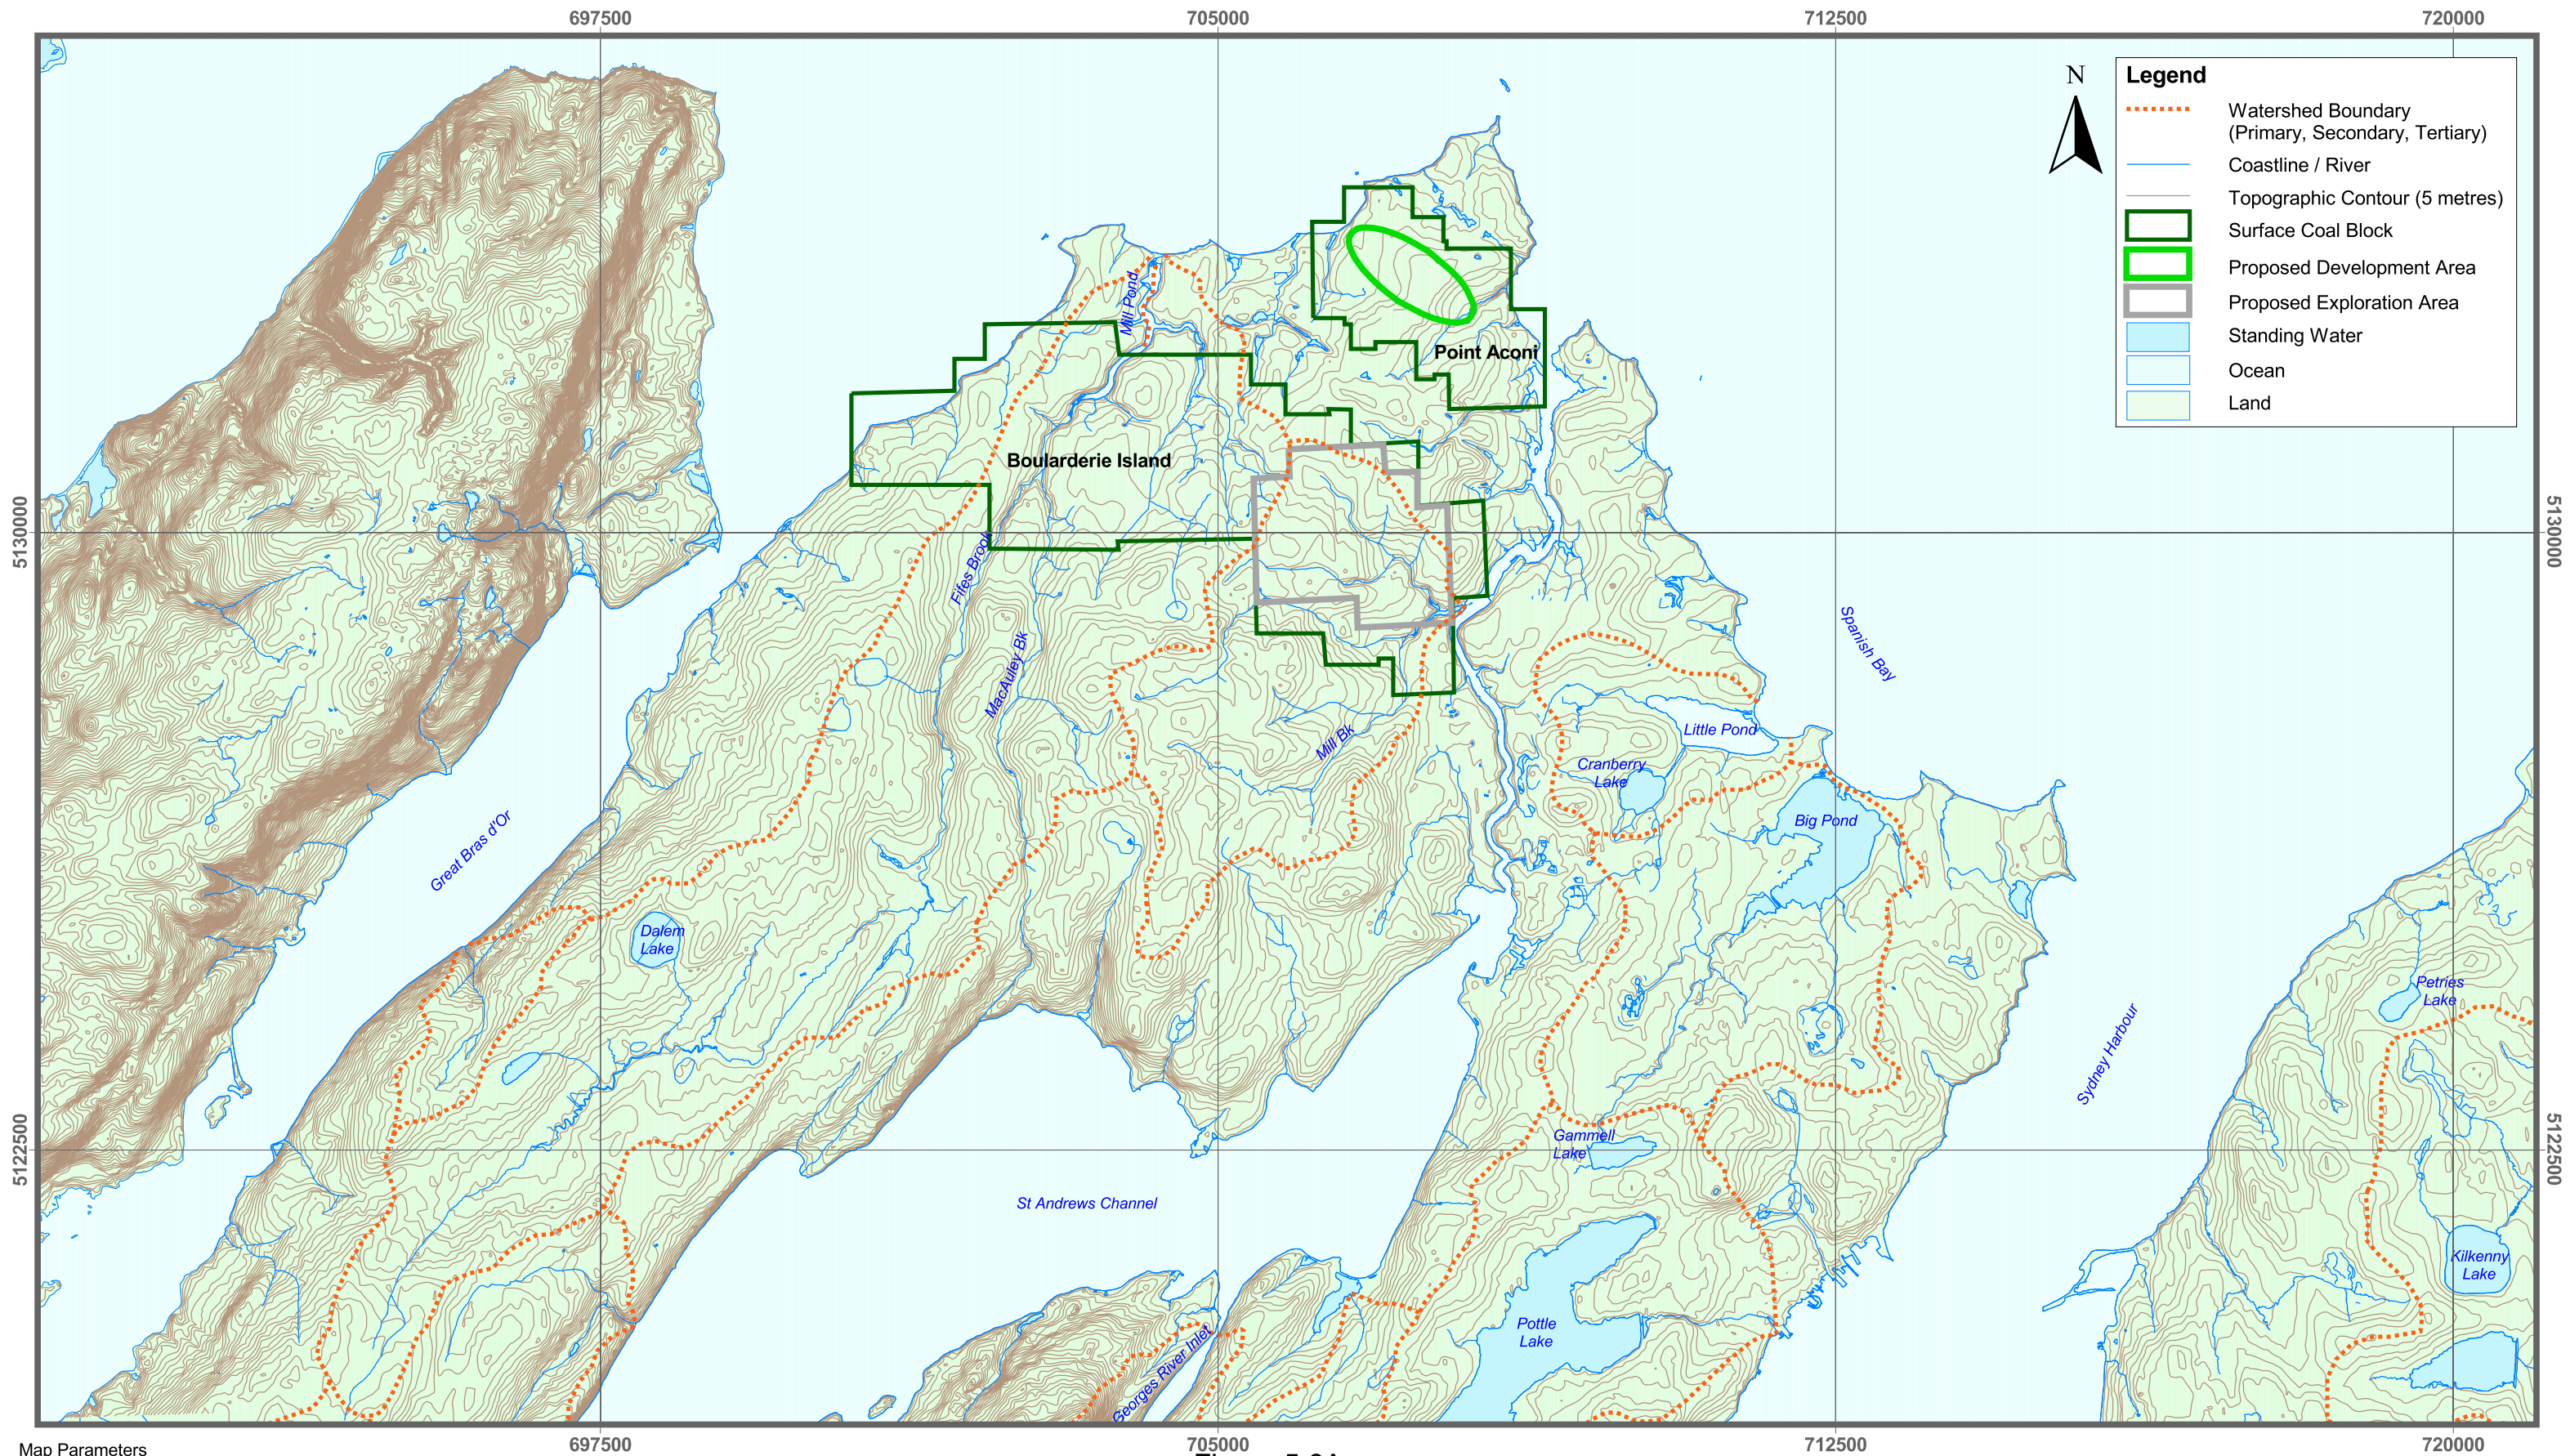 697500
705000
712500
720000
N
Legend
Watershed Boundary
(Primary, Secondary, Tertiary)
Coastline / River
Topographic Contour (5 metres)
Surface Coal Block
Proposed Development Area
Proposed Exploration Area
Standing Water
Ocean
Land
Mill Pond
Point Aconi
Boularderie Island
5130000
5130000
Fifes Brook
MacAuley Bk
Spanish Bay
Mill Bk
Little Pond
Cranberry
Lake
Big Pond
Great Bras d'Or
Dalem
Lake
Petries
Lake
Sydney Harbour
5122500
5122500
Gammell
Lake
St Andrews Channel
Kilkenny
Lake
Pottle
Lake
Georges River Inlet
697500
705000
712500
720000
Map Parameters